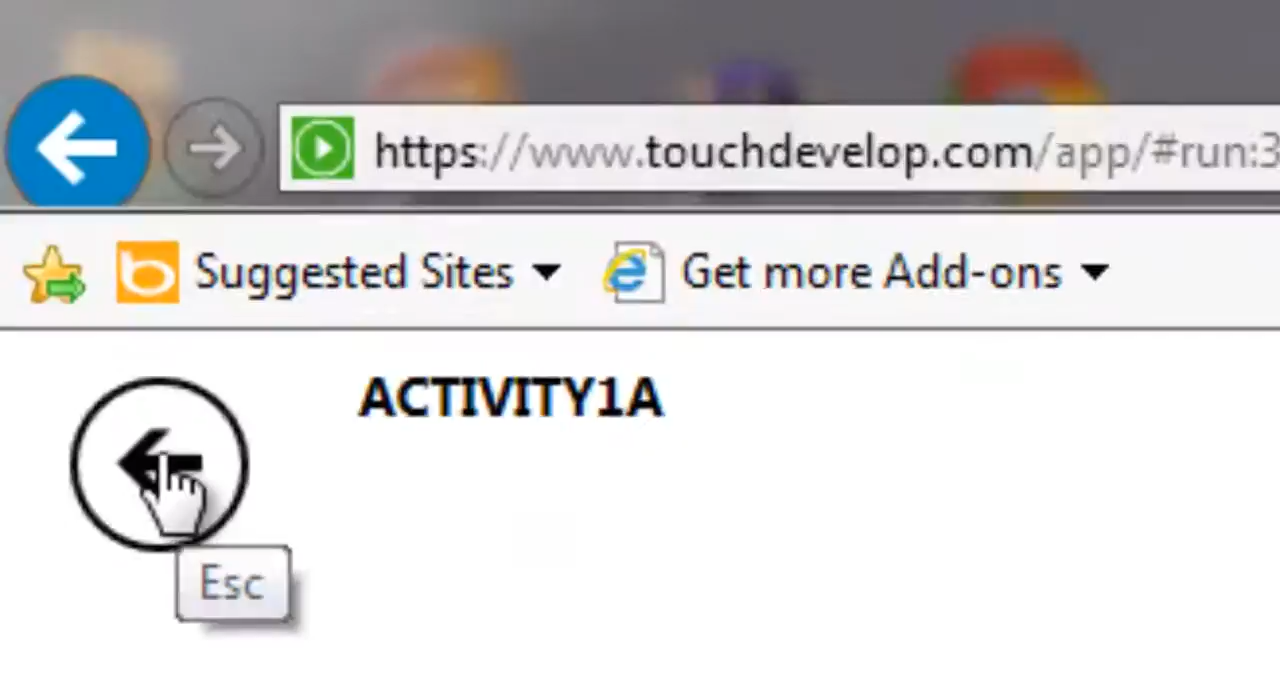 https://www.touchdevelop.com/app/#run:3
Suggested Sites
Get more Add-ons
ACTIVITY1A
Esc